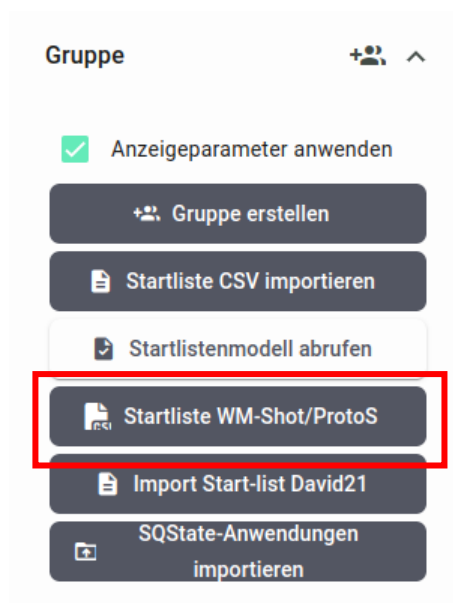 Gruppe
Anzeigeparameter anwenden
Gruppe erstellen
Startliste CSV importieren
Startlistenmodell abrufen
Startliste WM-Shot/ProtoS
Import Start-list David21
SQState-Anwendungen
importieren